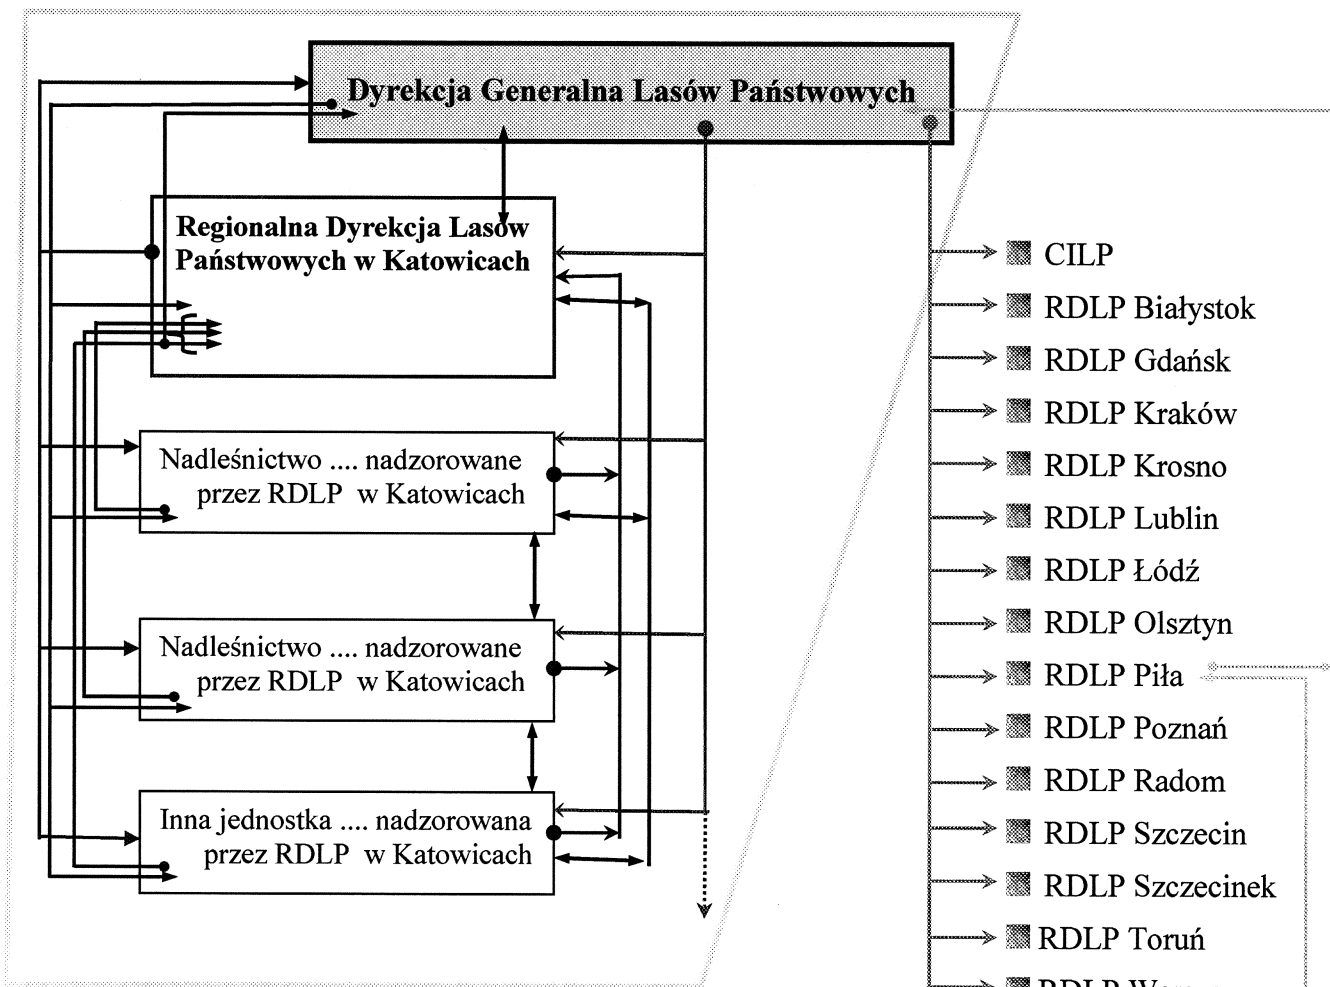 Dyrekcja Generalna Lasów Państwowych
Regionalna Dyrekcja Lasów
Państwowych w Katowicach
Nadleśnictwo .... nadzorowane
przez RDLP w Katowicach
Nadleśnictwo .... nadzorowane
przez RDLP w Katowicach
Inna jednostka .... nadzorowana
przez RDLP w Katowicach
CILP
RDLP Białystok
RDLP Gdańsk
RDLP Kraków
RDLP Krosno
RDLP Lublin
RDLP Łódź
RDLP Olsztyn
RDLP Piła
RDLP Poznań
RDLP Radom
RDLP Szczecin
RDLP Szczecinek
RDLP Toruń